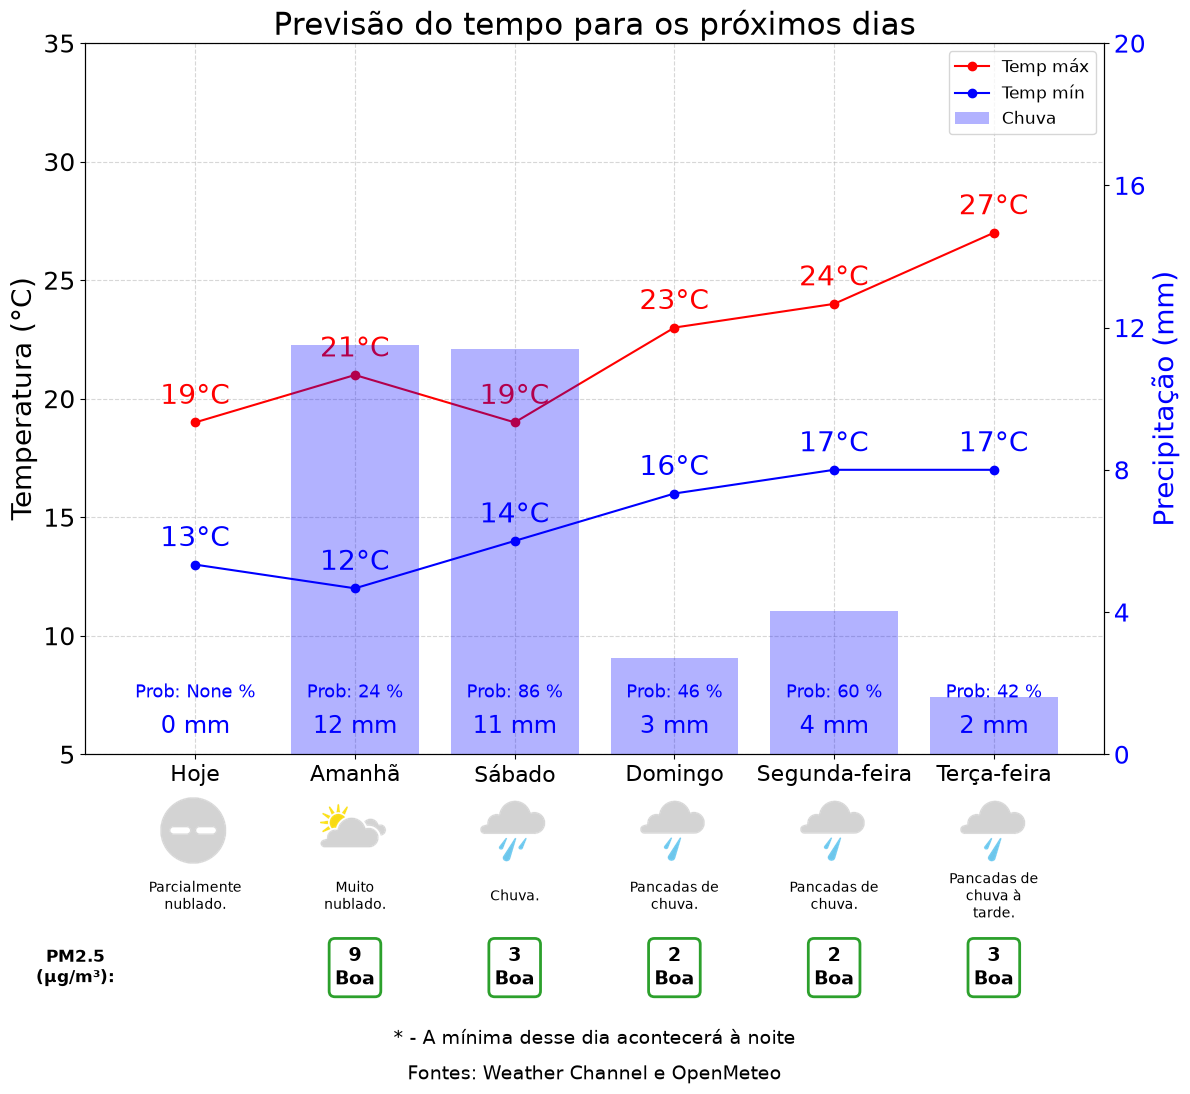 Previsão do tempo para os próximos dias
35
30
25
20
15
10
5
Temperatura (°C)
20
16
12
8
4
0
Precipitação (mm)
Temp máx
Temp mín
Chuva
19°C
21°C
19°C
23°C
24°C
27°C
13°C
12°C
14°C
16°C
17°C
17°C
Prob: None %
Prob: 24 %
Prob: 86 %
Prob: 46 %
Prob: 60 %
Prob: 42 %
0 mm
12 mm
11 mm
3 mm
4 mm
2 mm
Hoje
Amanhã
Sábado
Domingo
Segunda-feira
Terça-feira
Parcialmente
nublado.
Muito
nublado.
Chuva.
Pancadas de
chuva.
Pancadas de
chuva.
Pancadas de
chuva à
tarde.
PM2.5
(µg/m³):
9
Boa
3
Boa
2
Boa
2
Boa
3
Boa
* - A mínima desse dia acontecerá à noite
Fontes: Weather Channel e OpenMeteo